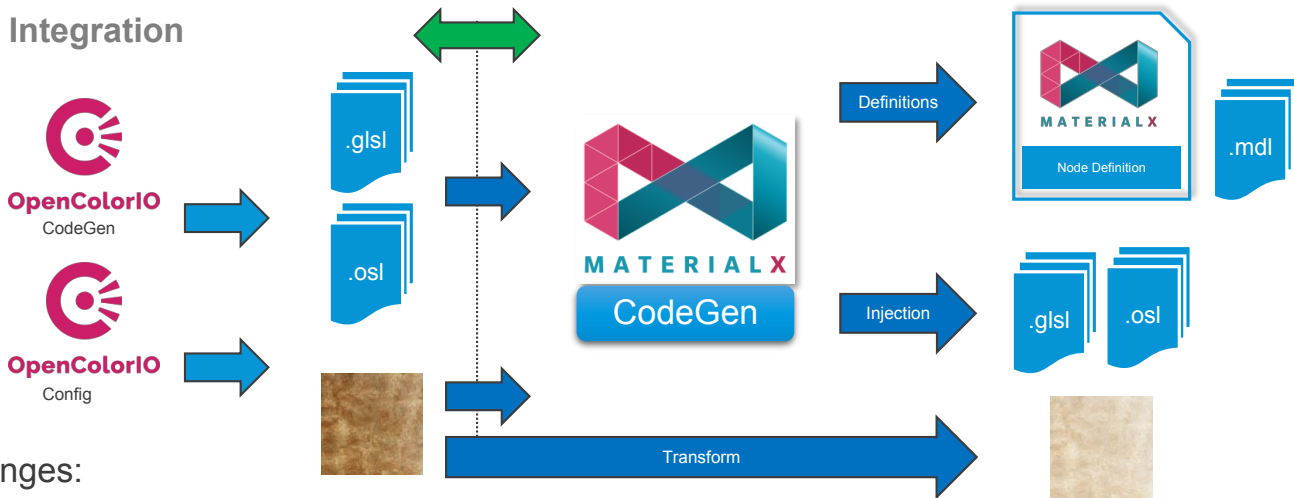 Integration
OpenColorIO
CodeGen
OpenColorIO
Config
.glsl
.osl
MATERIALX
CodeGen
Definitions
Injection
Transform
MATERIALX
Node Definition
.mdl
.glsl
.osl
nges: